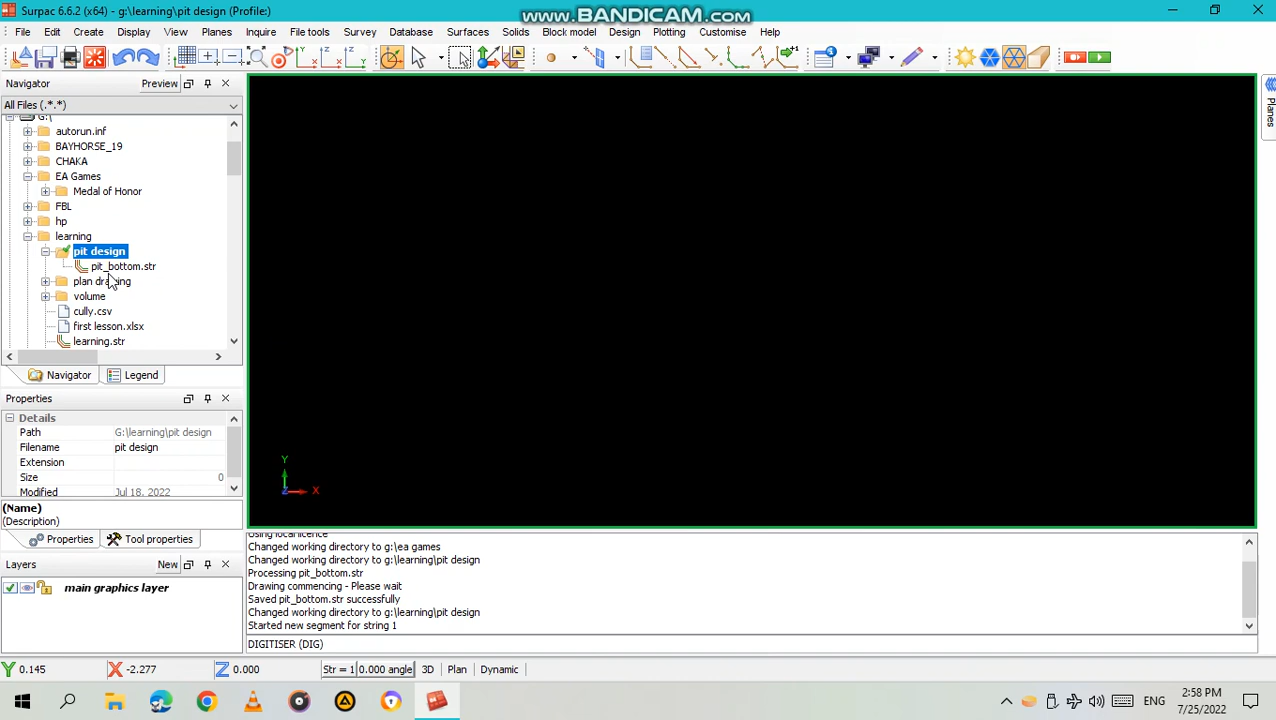 Surpac 6.6.2 (x64) - g:\learning\pit design (Profile:)
www.BANDICAM.com
File Edit Create Display View Planes Inquire File tools Survey Database Surfaces Solids Block model Design Plotting Customise Help
Navigator Preview
All Files (.*.*)
G:\
autorun.inf
BAYHORSE_19
CHAKA
EA Games
Medal of Honor
FBL
hp
learning
pit design
pit_bottom.str
plan drawing
volume
cully.csv
first lesson.xlsx
learning.str
Navigator Legend
Properties
Details
Path G:\learning\pit design
Filename pit design
Extension
Size 0
Modified Jul 18, 2022
(Name)
(Description)
Properties Tool properties
Layers New
main graphics layer
Planes
Y
Z X
Using local licence
Changed working directory to g:\ea games
Changed working directory to g:\learning\pit design
Processing pit_bottom.str
Drawing commencing - Please wait
Saved pit_bottom.str successfully
Changed working directory to g:\learning\pit design
Started new segment for string 1
DIGITISER (DIG)
Y 0.145 X -2.277 Z 0.000 Str = 1 0.000 angle 3D Plan Dynamic
ENG
2:58 PM
7/25/2022